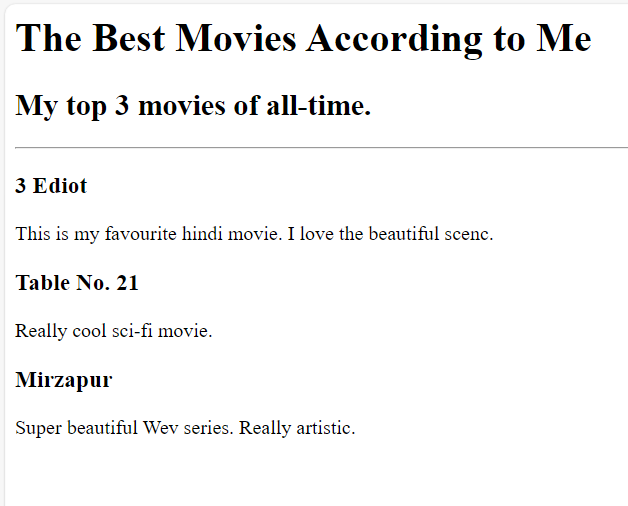 The Best Movies According to Me
My top 3 movies of all-time.
3 Ediot
This is my favourite hindi movie. I love the beautiful scenc.
Table No. 21
Really cool sci-fi movie.
Mirzapur
Super beautiful Wev series. Really artistic.